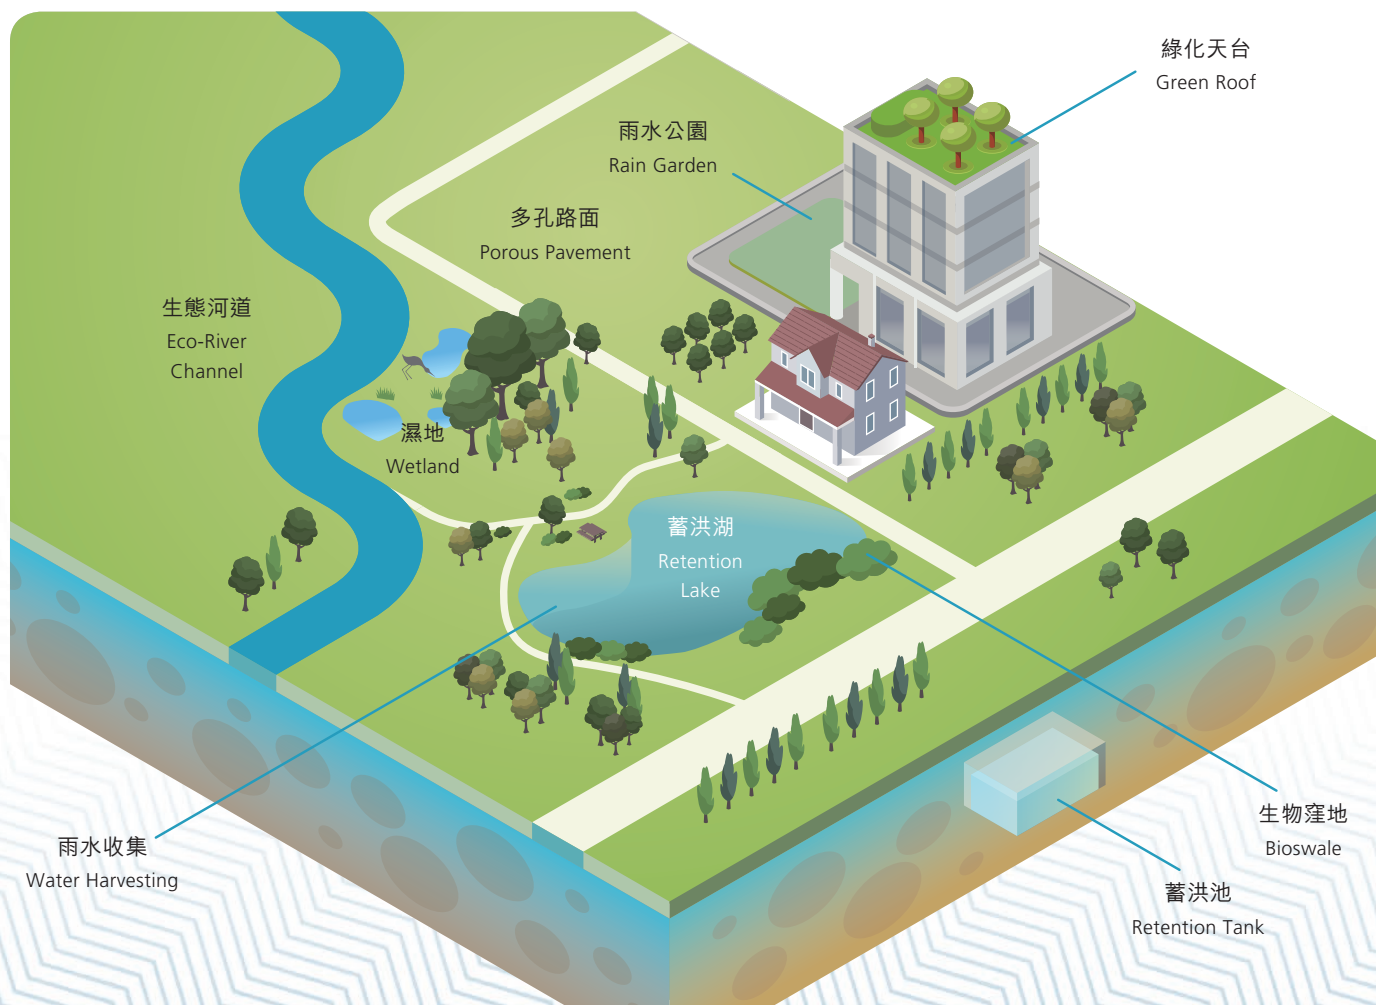 綠化天台
Green Roof
雨水公園
Rain Garden
多孔路面
Porous Pavement
生態河道
Eco-River
Channel
濕地
Wetland
蓄洪湖
Retention
Lake
雨水收集
Water Harvesting
生物窪地
Bioswale
蓄洪池
Retention Tank